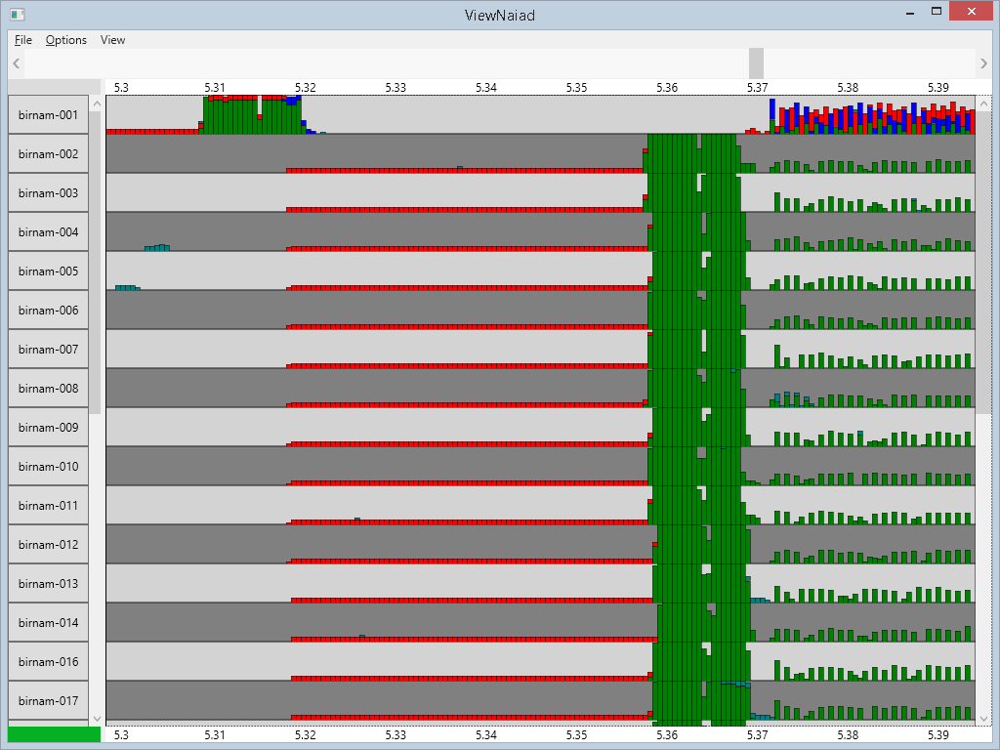 ViewNaiad
File Options View
5.3 5.31 5.32 5.33 5.34 5.35 5.36 5.37 5.38 5.39
birnam-001
birnam-002
birnam-003
birnam-004
birnam-005
birnam-006
birnam-007
birnam-008
birnam-009
birnam-010
birnam-011
birnam-012
birnam-013
birnam-014
birnam-016
birnam-017
5.3 5.31 5.32 5.33 5.34 5.35 5.36 5.37 5.38 5.39